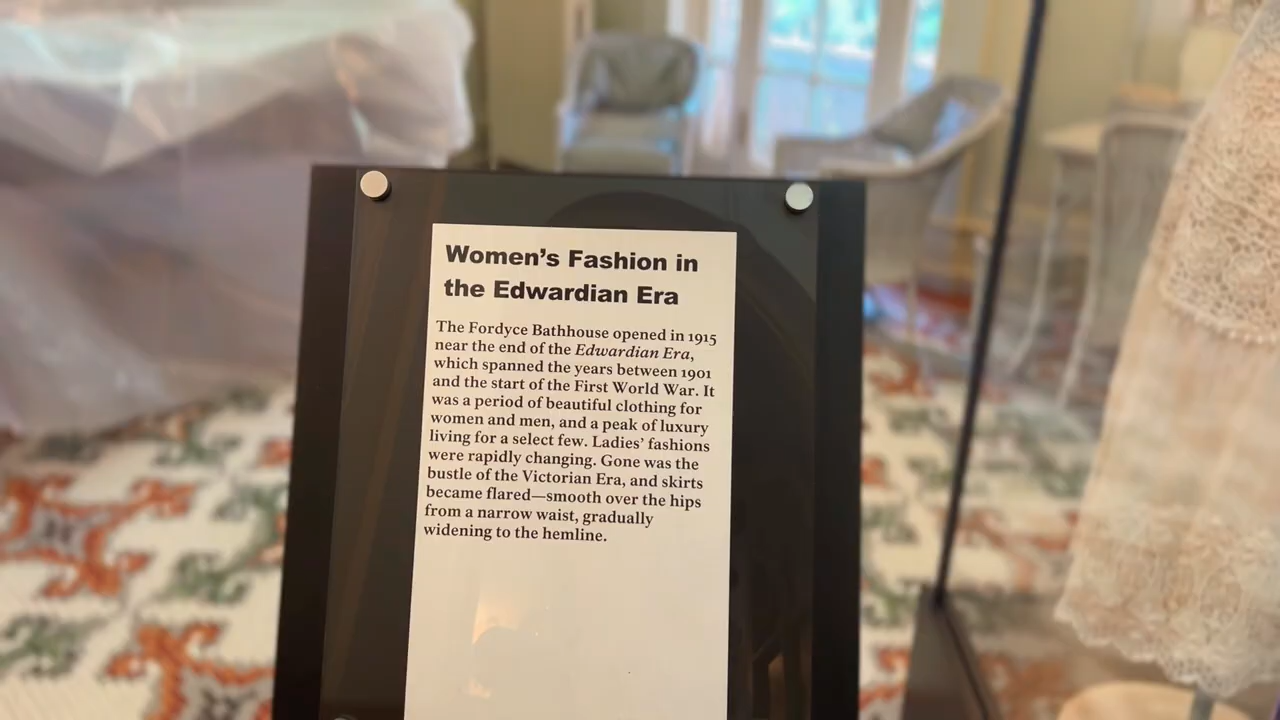 Women's Fashion in
the Edwardian Era
The Fordyce Bathhouse opened in 1915
near the end of the Edwardian Era,
which spanned the years between 1901
and the start of the First World War. It
was a period of beautiful clothing for
women and men, and a peak of luxury
living for a select few. Ladies' fashions
were rapidly changing. Gone was the
bustle of the Victorian Era, and skirts
became flared—smooth over the hips
from a narrow waist, gradually
widening to the hemline.